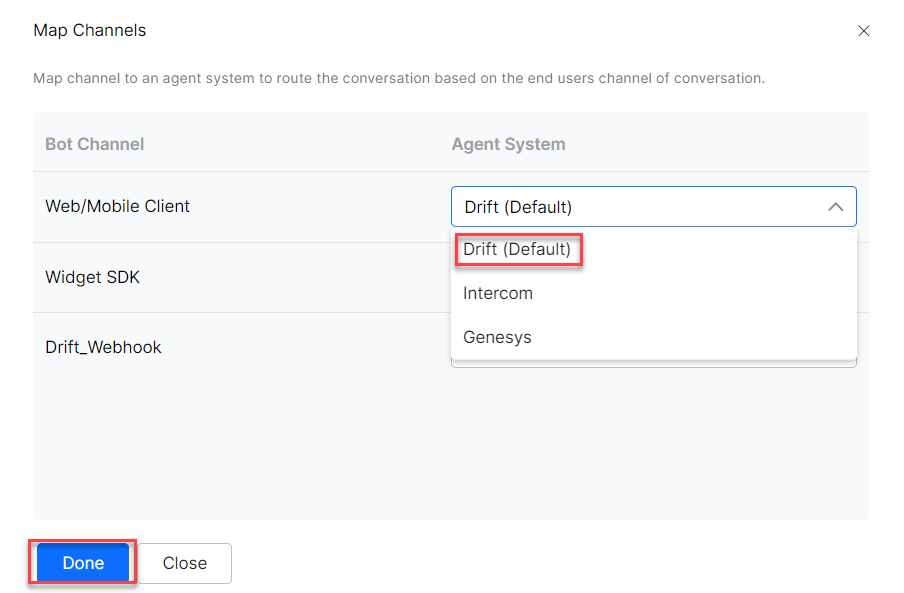 Map Channels
Map channel to an agent system to route the conversation based on the end users channel of conversation.
Bot Channel
Agent System
Web/Mobile Client
Drift (Default)
Drift (Default)
Widget SDK
Intercom
Genesys
Drift_Webhook
Done
Close